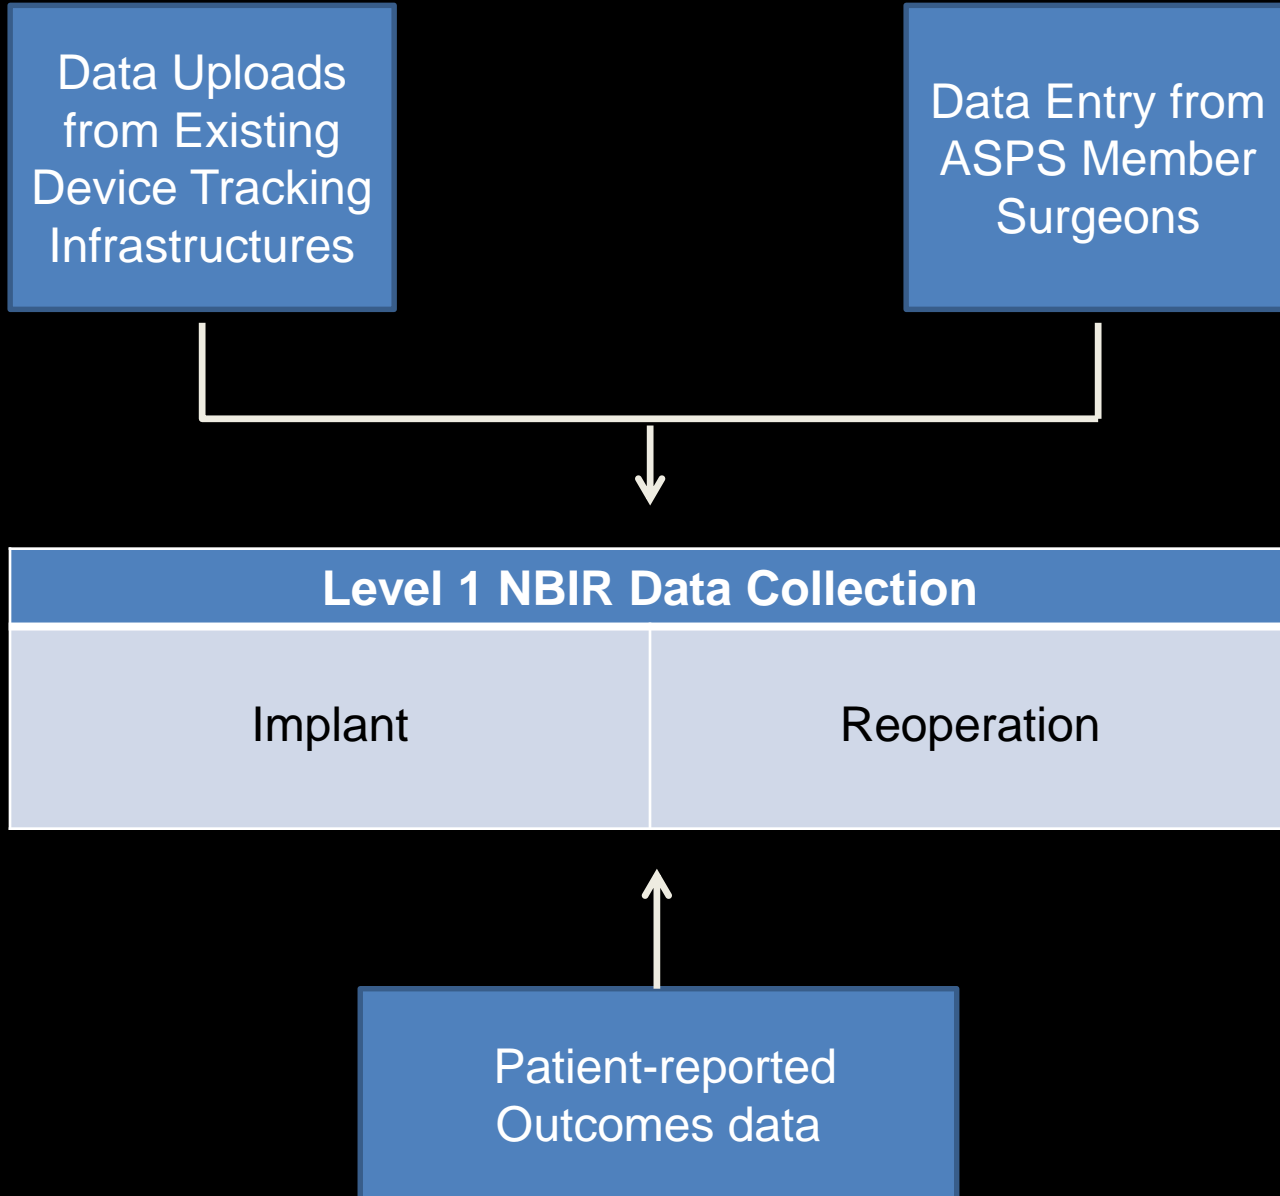 Data Uploads
from Existing
Device Tracking
Infrastructures
Data Entry from
ASPS Member
Surgeons
Level 1 NBIR Data Collection
Implant
Reoperation
Patient-reported
Outcomes data